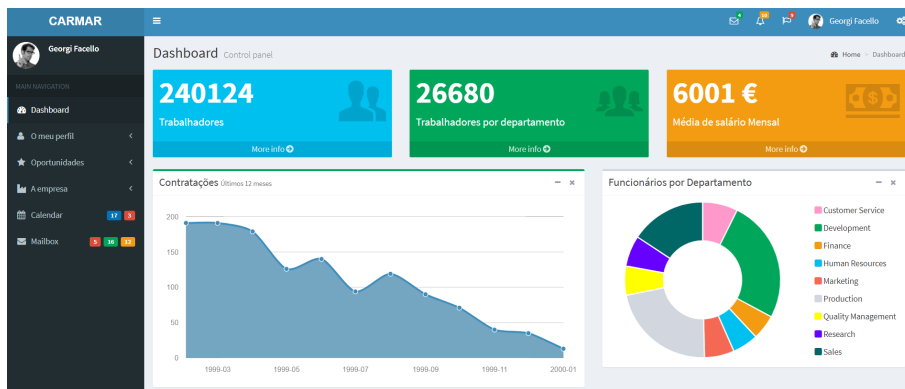 CARMAR
Georgi Facello
Georgi Facello
MAIN NAVIGATION
Dashboard
O meu perfil
Oportunidades
A empresa
Calendar 17 3
Mailbox 5 16 12
Dashboard Control panel
Home > Dashboard
240124
Trabalhadores
More info
26680
Trabalhadores por departamento
More info
6001 €
Média de salário Mensal
More info
Contratações Últimos 12 meses
200
150
100
50
0
1999-03 1999-05 1999-07 1999-09 1999-11 2000-01
Funcionários por Departamento
Customer Service
Development
Finance
Human Resources
Marketing
Production
Quality Management
Research
Sales